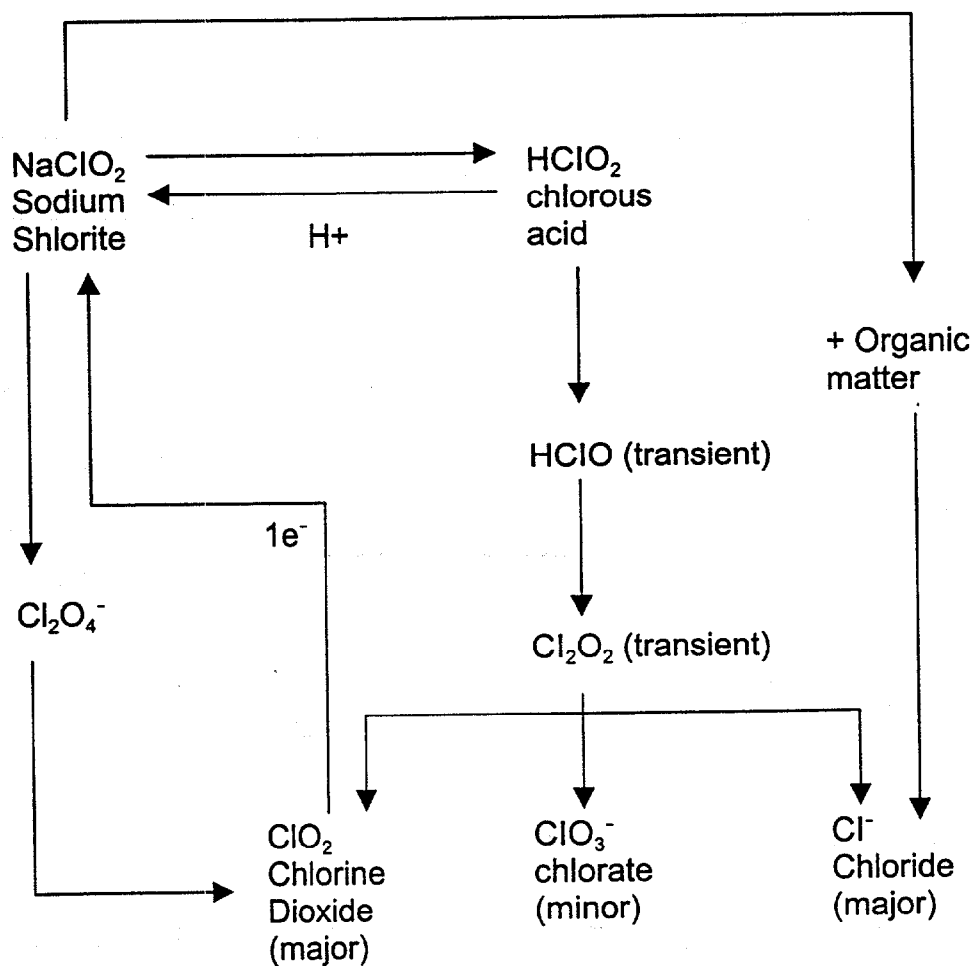 NaClO₂
Sodium
Shlorite
H+
HClO₂
chlorous
acid
+ Organic
matter
HClO (transient)
1e⁻
Cl₂O₄⁻
Cl₂O₂ (transient)
ClO₂
Chlorine
Dioxide
(major)
ClO₃⁻
chlorate
(minor)
Cl⁻
Chloride
(major)